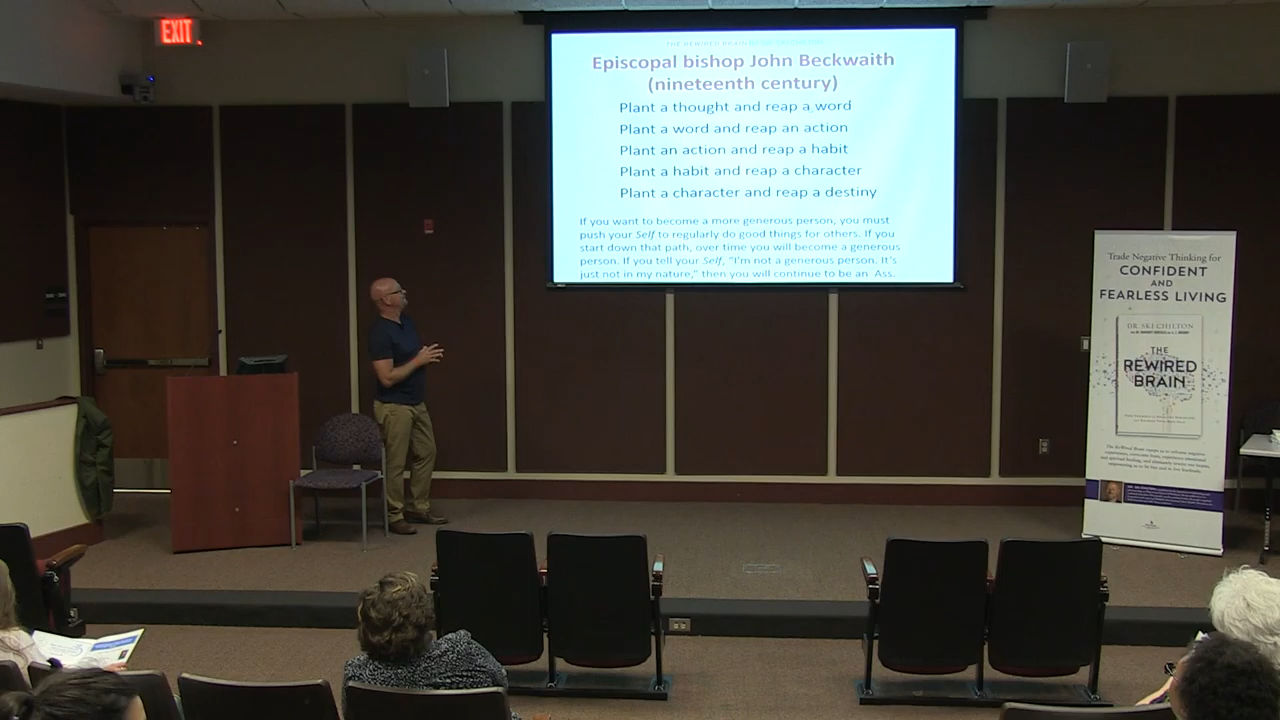 EXIT
THE REWIRED BRAIN
Episcopal bishop John Beckwaith
(nineteenth century)
Plant a thought and reap a word
Plant a word and reap an action
Plant an action and reap a habit
Plant a habit and reap a character
Plant a character and reap a destiny
If you want to become a more generous person, you must
push your Self to regularly do good things for others. If you
start down that path, over time you will become a generous
person. If you tell your Self, “I'm not a generous person. It's
just not in my nature,” then you will continue to be an Ass.
Trade Negative Thinking for
CONFIDENT
AND
FEARLESS LIVING
DR. SKI CHILTON
THE
REWIRED
BRAIN